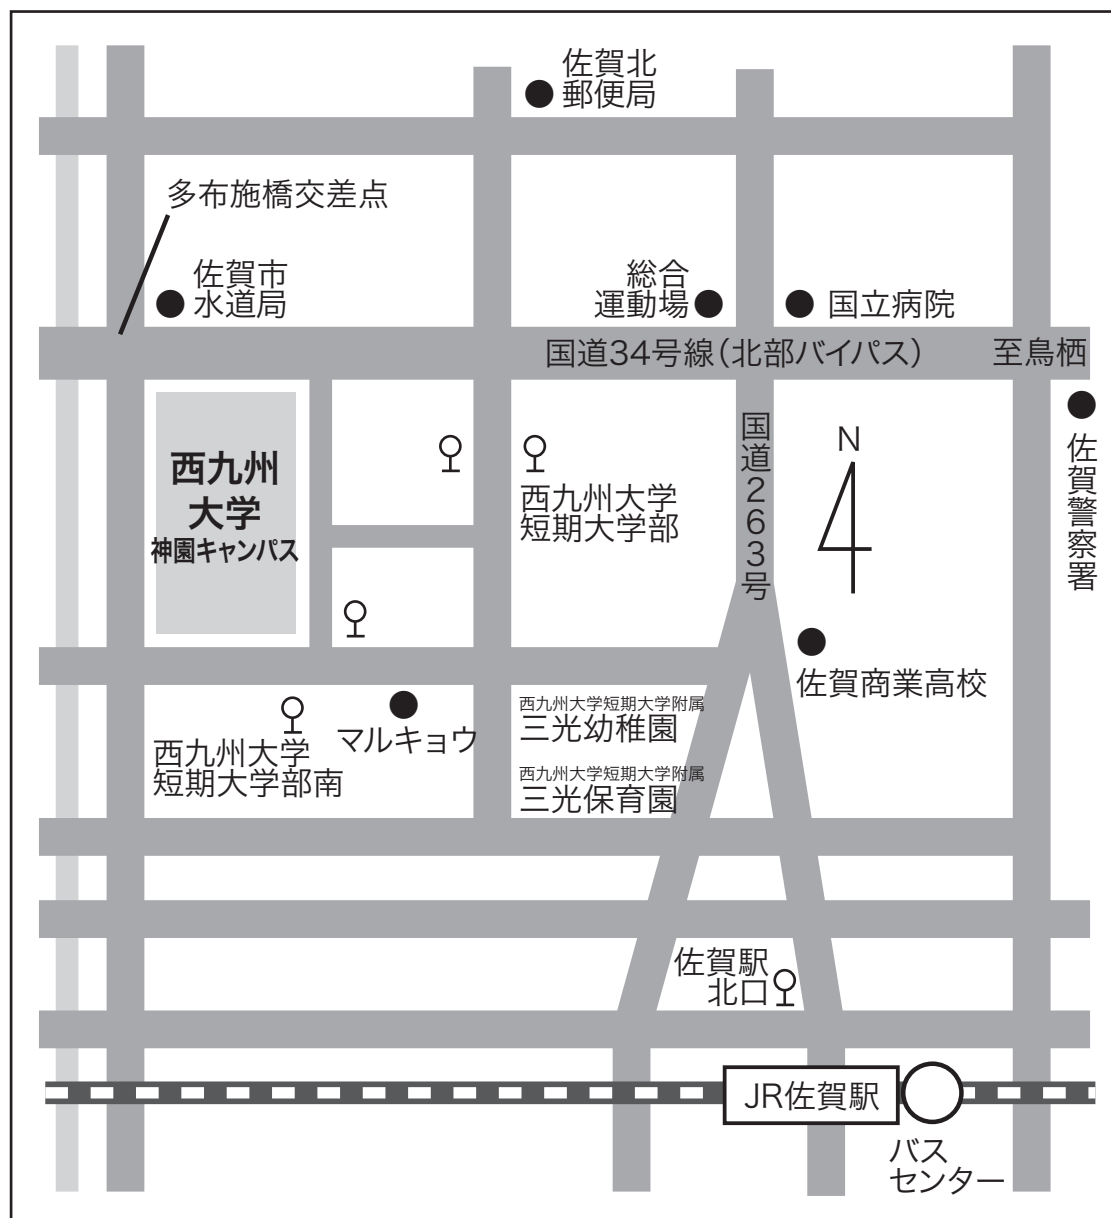 佐賀北
郵便局
多布施橋交差点
佐賀市
水道局
総合
運動場
国立病院
国道34号線(北部バイパス)
至鳥栖
西九州
大学
神園キャンパス
西九州大学
短期大学部
国道263号
N
佐賀警察署
佐賀商業高校
西九州大学
短期大学部南
マルキョウ
西九州大学短期大学附属
三光幼稚園
西九州大学短期大学附属
三光保育園
佐賀駅
北口
JR佐賀駅
バス
センター